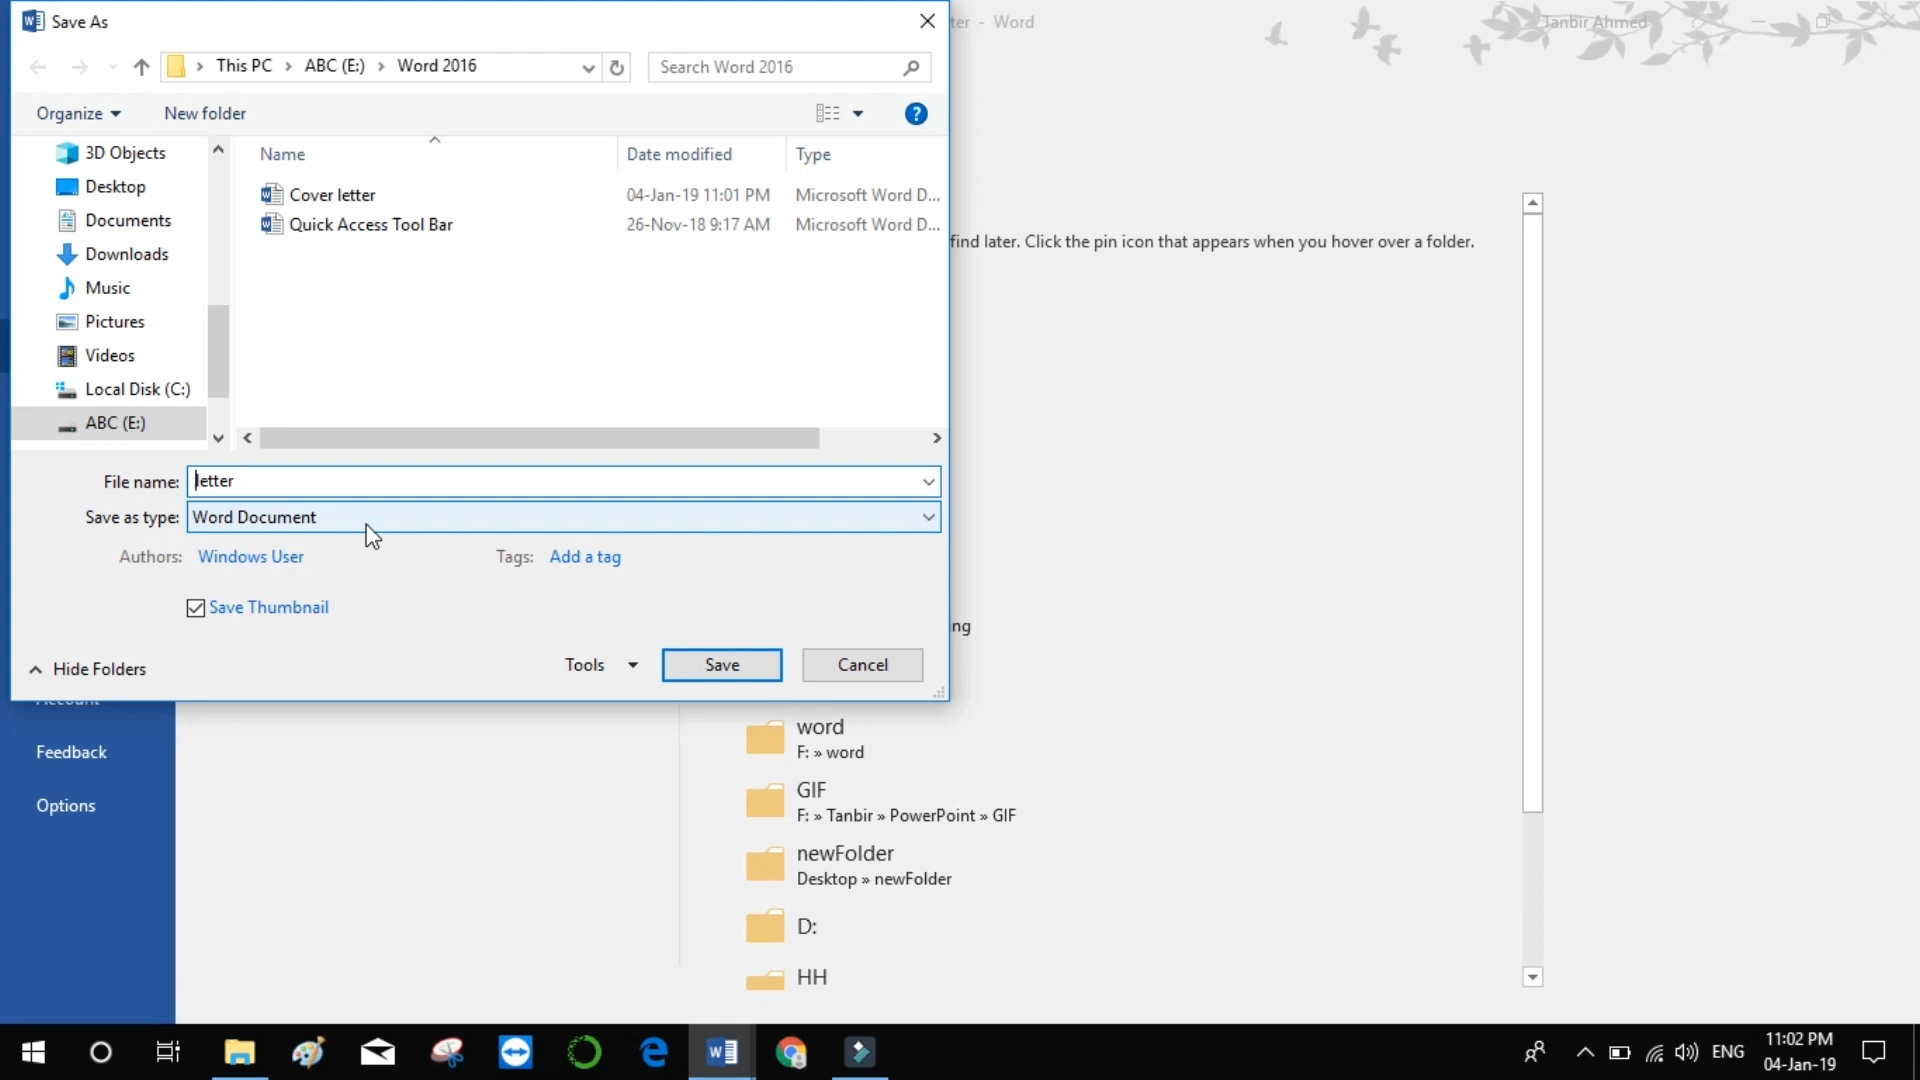 Save As
ter - Word
Tanbir Ahmed
This PC > ABC (E:) > Word 2016
Search Word 2016
Organize
New folder
?
3D Objects
Desktop
Documents
Downloads
Music
Pictures
Videos
Local Disk (C:)
ABC (E:)
Name
Date modified
Type
Cover letter
04-Jan-19 11:01 PM
Microsoft Word D...
Quick Access Tool Bar
26-Nov-18 9:17 AM
Microsoft Word D...
find later. Click the pin icon that appears when you hover over a folder.
File name:
letter
Save as type:
Word Document
Authors:
Windows User
Tags:
Add a tag
Save Thumbnail
ng
Hide Folders
Tools
Save
Cancel
Account
Feedback
Options
word
F: » word
GIF
F: » Tanbir » PowerPoint » GIF
newFolder
Desktop » newFolder
D:
HH
ENG
11:02 PM
04-Jan-19